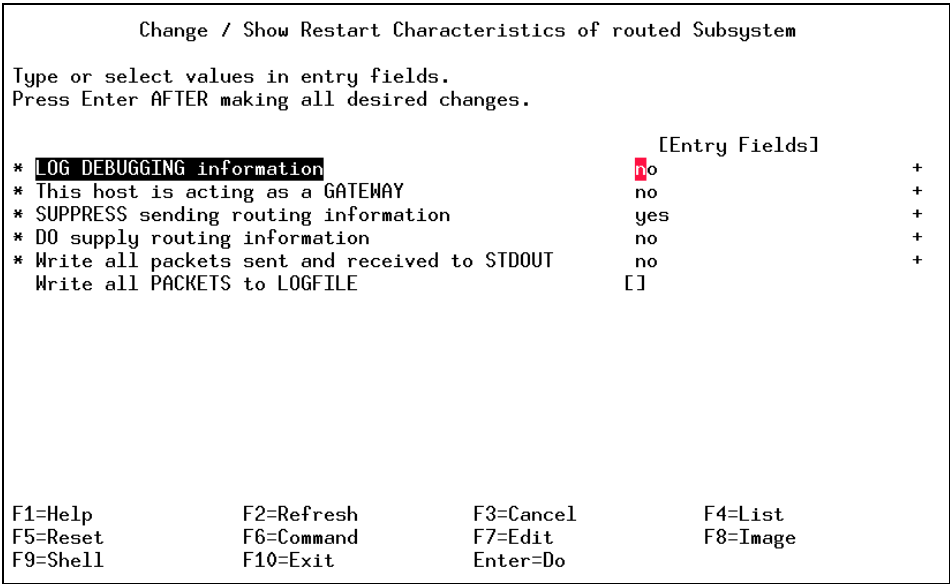 Change / Show Restart Characteristics of routed Subsystem
Type or select values in entry fields.
Press Enter AFTER making all desired changes.
[Entry Fields]
* LOG DEBUGGING information no +
* This host is acting as a GATEWAY no +
* SUPPRESS sending routing information yes +
* DO supply routing information no +
* Write all packets sent and received to STDOUT no +
Write all PACKETS to LOGFILE []
F1=Help F2=Refresh F3=Cancel F4=List
F5=Reset F6=Command F7=Edit F8=Image
F9=Shell F10=Exit Enter=Do